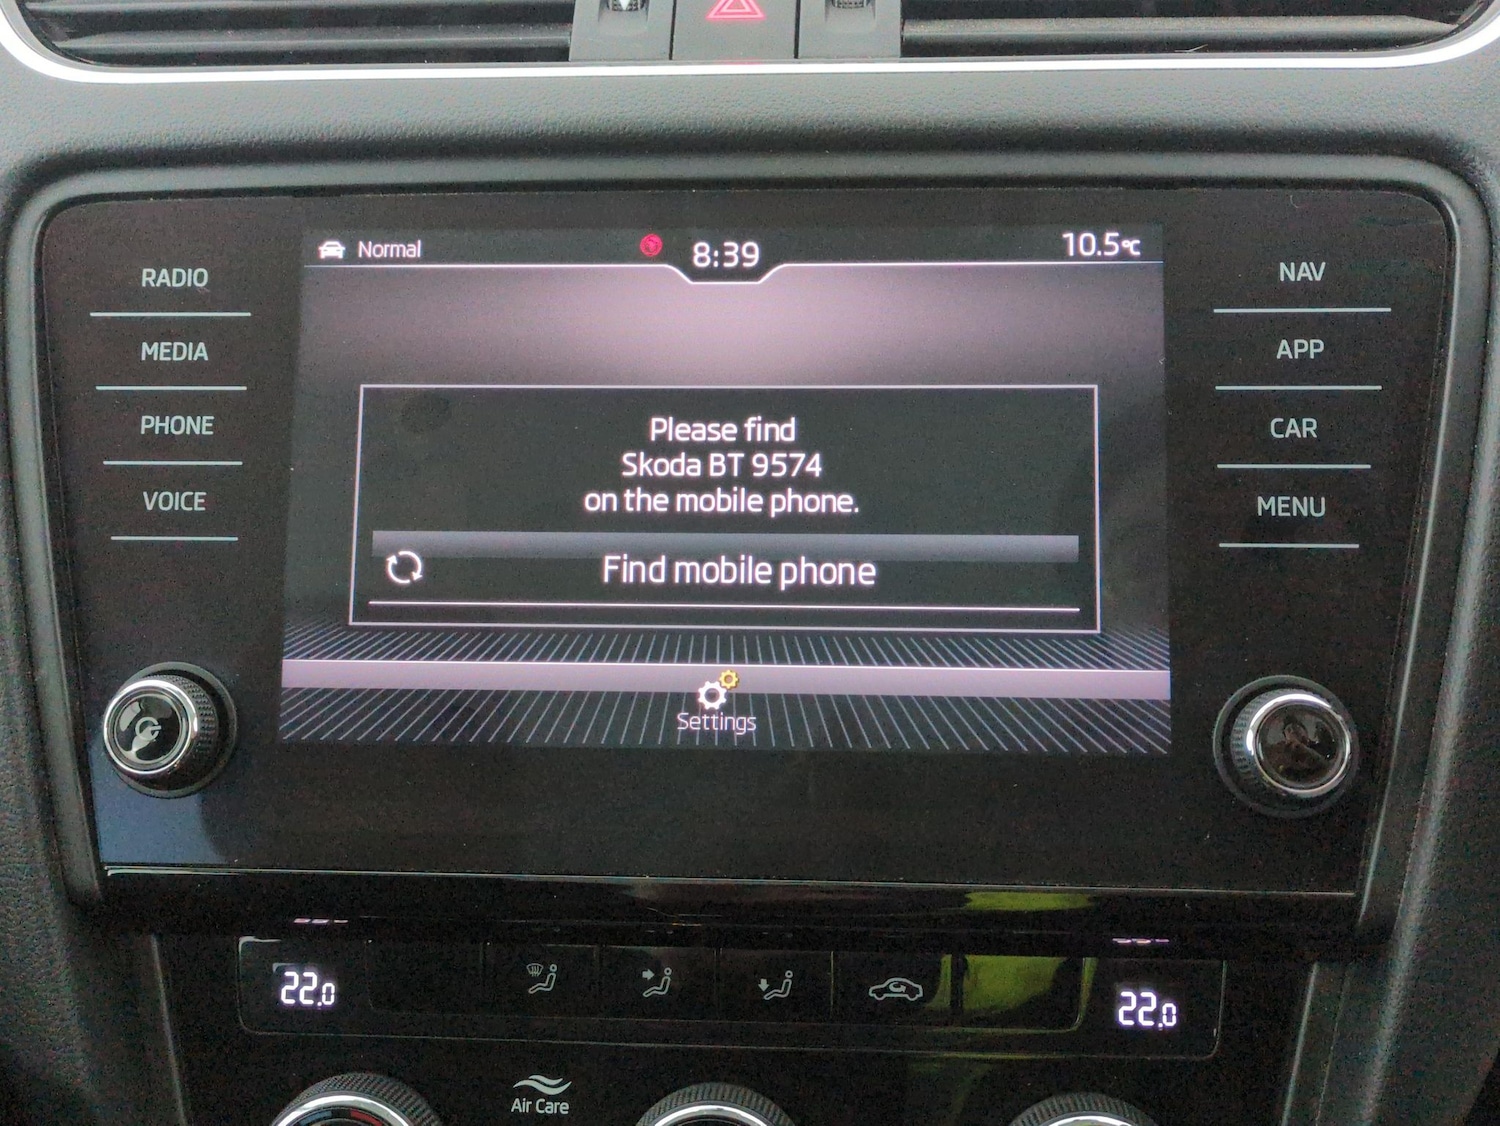 Normal
8:39
10.5°C
RADIO
MEDIA
PHONE
VOICE
NAV
APP
CAR
MENU
Please find
Skoda BT 9574
on the mobile phone.
Find mobile phone
Settings
22.0
22.0
Air Care